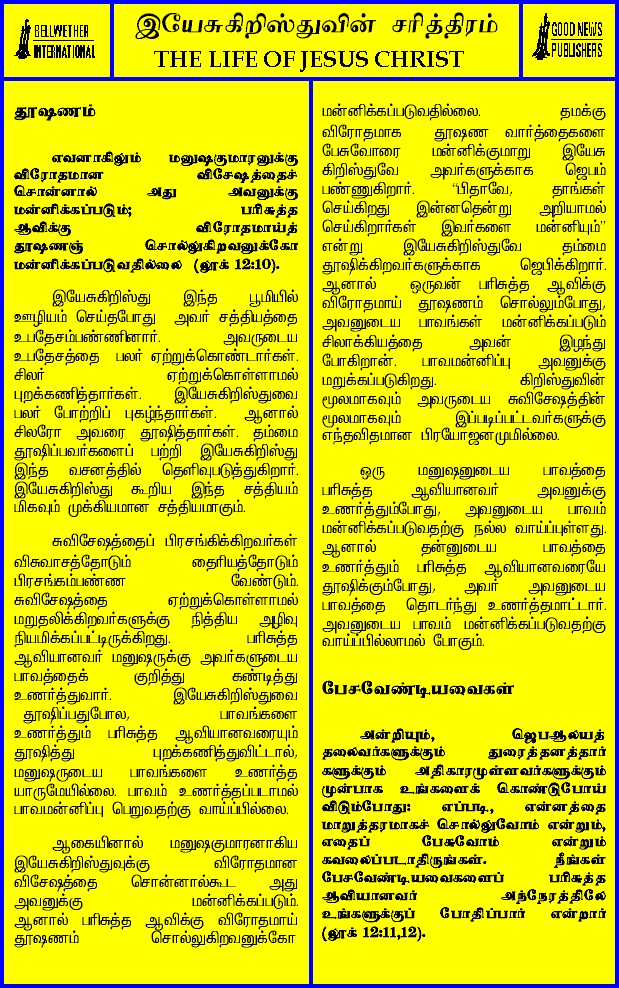 BELLWETHER
INTERNATIONAL
இயேசுகிறிஸ்துவின் சரித்திரம்
THE LIFE OF JESUS CHRIST
GOOD NEWS
PUBLISHERS
தூஷணம்
எவனாகிலும் மனுஷகுமாரனுக்கு
விரோதமான விசேஷத்தைச்
சொன்னால் அது அவனுக்கு
மன்னிக்கப்படும்; பரிசுத்த
ஆவிக்கு விரோதமாய்த்
தூஷணஞ் சொல்லுகிறவனுக்கோ
மன்னிக்கப்படுவதில்லை (லூக் 12:10).
இயேசுகிறிஸ்து இந்த பூமியில்
ஊழியம் செய்தபோது அவர் சத்தியத்தை
உபதேசம்பண்ணினார். அவருடைய
உபதேசத்தை பலர் ஏற்றுக்கொண்டார்கள்.
சிலர் ஏற்றுக்கொள்ளாமல்
புறக்கணித்தார்கள். இயேசுகிறிஸ்துவை
பலர் போற்றிப் புகழ்ந்தார்கள். ஆனால்
சிலரோ அவரை தூஷித்தார்கள். தம்மை
தூஷிப்பவர்களைப் பற்றி இயேசுகிறிஸ்து
இந்த வசனத்தில் தெளிவுபடுத்துகிறார்.
இயேசுகிறிஸ்து கூறிய இந்த சத்தியம்
மிகவும் முக்கியமான சத்தியமாகும்.
சுவிசேஷத்தைப் பிரசங்கிக்கிறவர்கள்
விசுவாசத்தோடும் தைரியத்தோடும்
பிரசங்கம்பண்ண வேண்டும்.
சுவிசேஷத்தை ஏற்றுக்கொள்ளாமல்
மறுதலிக்கிறவர்களுக்கு நித்திய அழிவு
நியமிக்கப்பட்டிருக்கிறது. பரிசுத்த
ஆவியானவர் மனுஷருக்கு அவர்களுடைய
பாவத்தைக் குறித்து கண்டித்து
உணர்த்துவார். இயேசுகிறிஸ்துவை
தூஷிப்பதுபோல, பாவங்களை
உணர்த்தும் பரிசுத்த ஆவியானவரையும்
தூஷித்து புறக்கணித்துவிட்டால்,
மனுஷருடைய பாவங்களை உணர்த்த
யாருமேயில்லை. பாவம் உணர்த்தப்படாமல்
பாவமன்னிப்பு பெறுவதற்கு வாய்ப்பில்லை.
ஆகையினால் மனுஷகுமாரனாகிய
இயேசுகிறிஸ்துவுக்கு விரோதமான
விசேஷத்தை சொன்னால்கூட அது
அவனுக்கு மன்னிக்கப்படும்.
ஆனால் பரிசுத்த ஆவிக்கு விரோதமாய்
தூஷணம் சொல்லுகிறவனுக்கோ
மன்னிக்கப்படுவதில்லை. தமக்கு
விரோதமாக தூஷண வார்த்தைகளை
பேசுவோரை மன்னிக்குமாறு இயேசு
கிறிஸ்துவே அவர்களுக்காக ஜெபம்
பண்ணுகிறார். "பிதாவே, தாங்கள்
செய்கிறது இன்னதென்று அறியாமல்
செய்கிறார்கள் இவர்களை மன்னியும்"
என்று இயேசுகிறிஸ்துவே தம்மை
தூஷிக்கிறவர்களுக்காக ஜெபிக்கிறார்.
ஆனால் ஒருவன் பரிசுத்த ஆவிக்கு
விரோதமாய் தூஷணம் சொல்லும்போது,
அவனுடைய பாவங்கள் மன்னிக்கப்படும்
சிலாக்கியத்தை அவன் இழந்து
போகிறான். பாவமன்னிப்பு அவனுக்கு
மறுக்கப்படுகிறது. கிறிஸ்துவின்
மூலமாகவும் அவருடைய சுவிசேஷத்தின்
மூலமாகவும் இப்படிப்பட்டவர்களுக்கு
எந்தவிதமான பிரயோஜனமுமில்லை.
ஒரு மனுஷனுடைய பாவத்தை
பரிசுத்த ஆவியானவர் அவனுக்கு
உணர்த்தும்போது, அவனுடைய பாவம்
மன்னிக்கப்படுவதற்கு நல்ல வாய்ப்புள்ளது.
ஆனால் தன்னுடைய பாவத்தை
உணர்த்தும் பரிசுத்த ஆவியானவரையே
தூஷிக்கும்போது, அவர் அவனுடைய
பாவத்தை தொடர்ந்து உணர்த்தமாட்டார்.
அவனுடைய பாவம் மன்னிக்கப்படுவதற்கு
வாய்ப்பில்லாமல் போகும்.
பேசவேண்டியவைகள்
அன்றியும், ஜெபஆலயத்
தலைவர்களுக்கும் துரைத்தனத்தார்
களுக்கும் அதிகாரமுள்ளவர்களுக்கும்
முன்பாக உங்களைக் கொண்டுபோய்
விடும்போது: எப்படி, என்னத்தை
மாறுத்தரமாகச் சொல்லுவோம் என்றும்,
எதைப் பேசுவோம் என்றும்
கவலைப்படாதிருங்கள். நீங்கள்
பேசவேண்டியவைகளைப் பரிசுத்த
ஆவியானவர் அந்நேரத்திலே
உங்களுக்குப் போதிப்பார் என்றார்
(லூக் 12:11,12).